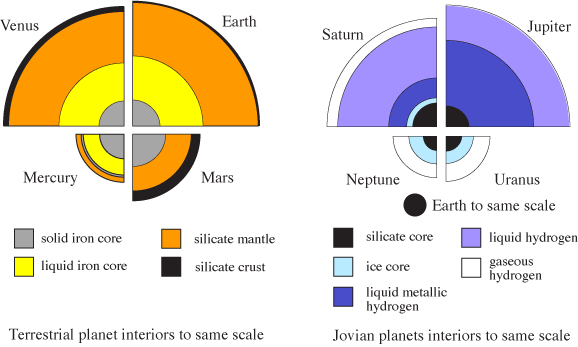 Venus
Earth
Mercury
Mars
solid iron core
silicate mantle
liquid iron core
silicate crust
Terrestrial planet interiors to same scale
Saturn
Jupiter
Neptune
Uranus
Earth to same scale
silicate core
liquid hydrogen
ice core
gaseous
hydrogen
liquid metallic
hydrogen
Jovian planets interiors to same scale